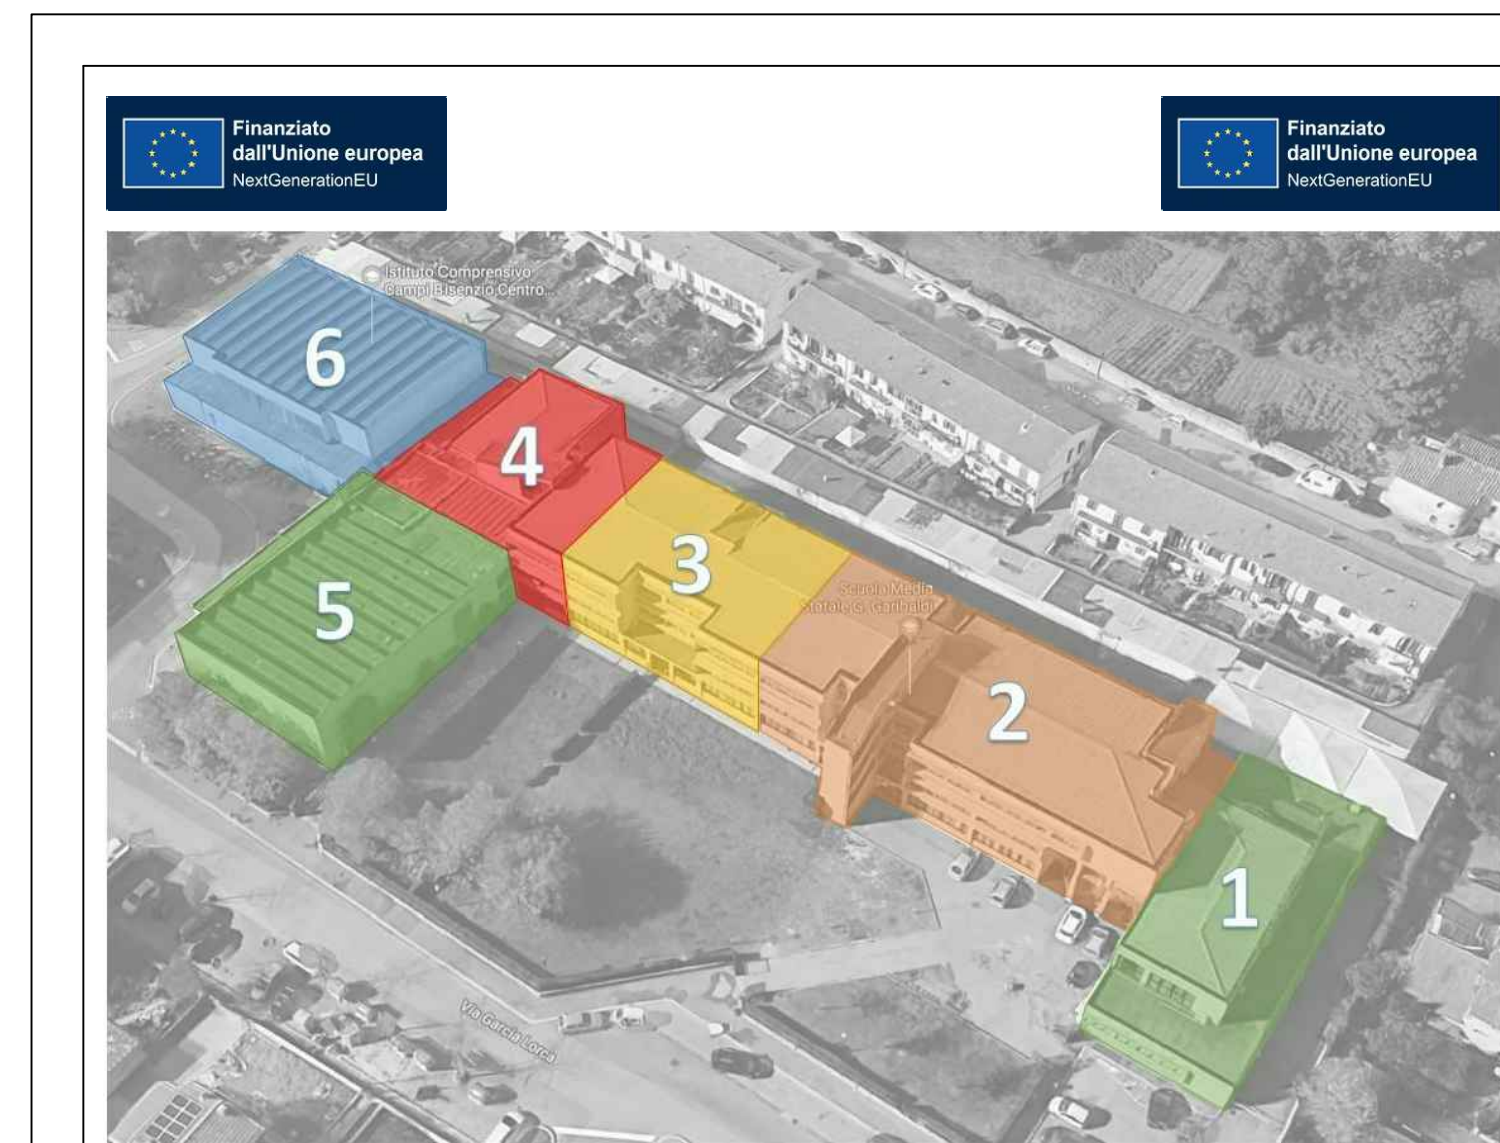 Finanziato
dall'Unione europea
NextGenerationEU
Finanziato
dall'Unione europea
NextGenerationEU
Istituto Comprensivo
Campi Bisenzio Centro...
6
4
3
5
Scuola Media
Statale G. Garibaldi
2
1
Via Garcia Lorca